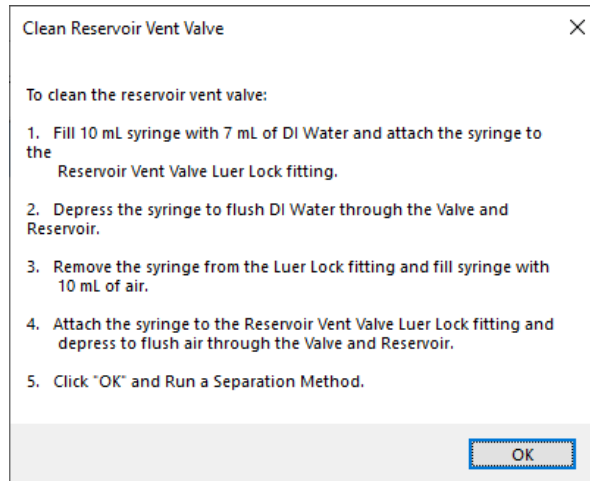 Clean Reservoir Vent Valve
To clean the reservoir vent valve:
1. Fill 10 mL syringe with 7 mL of DI Water and attach the syringe to
the
Reservoir Vent Valve Luer Lock fitting.
2. Depress the syringe to flush DI Water through the Valve and
Reservoir.
3. Remove the syringe from the Luer Lock fitting and fill syringe with
10 mL of air.
4. Attach the syringe to the Reservoir Vent Valve Luer Lock fitting and
depress to flush air through the Valve and Reservoir.
5. Click "OK" and Run a Separation Method.
OK